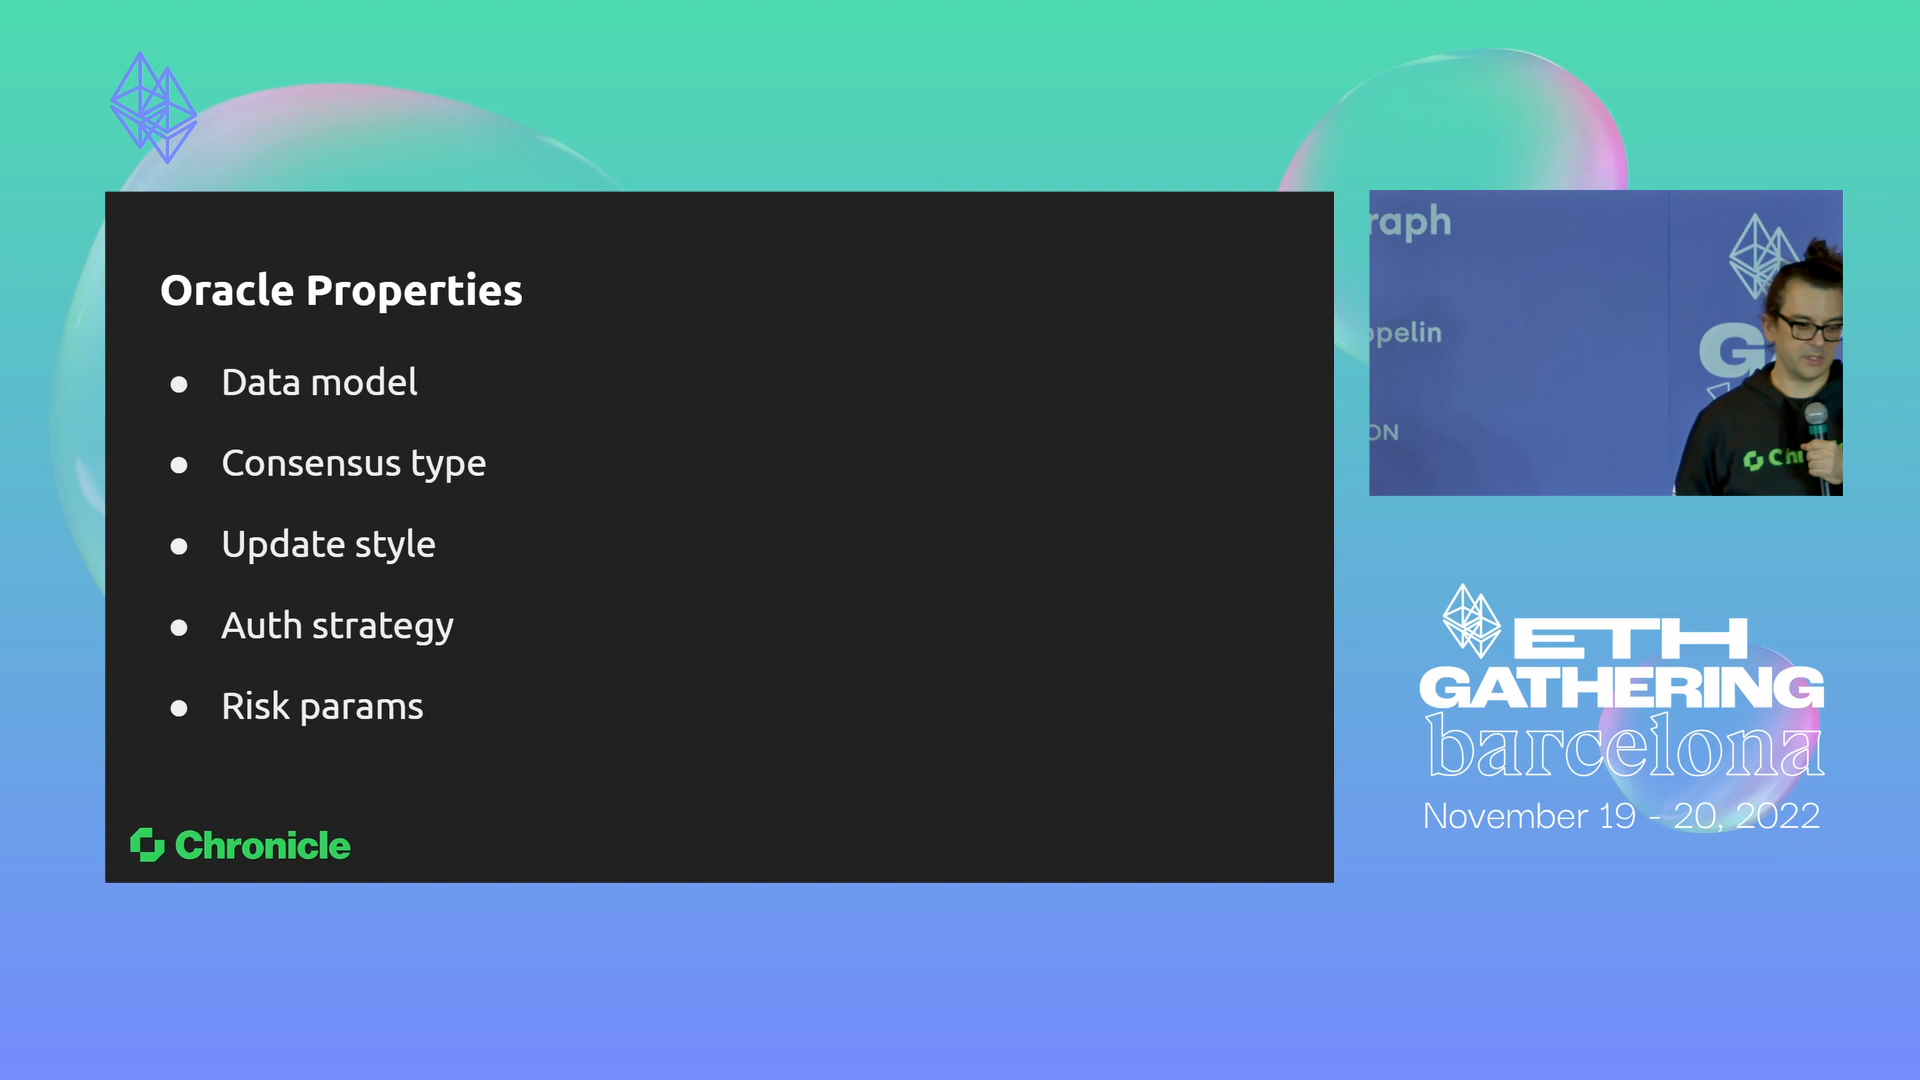 Oracle Properties
● Data model
● Consensus type
● Update style
● Auth strategy
● Risk params
Chronicle
raph
ppelin
ON
ETH
GATHERING
barcelona
November 19 - 20, 2022